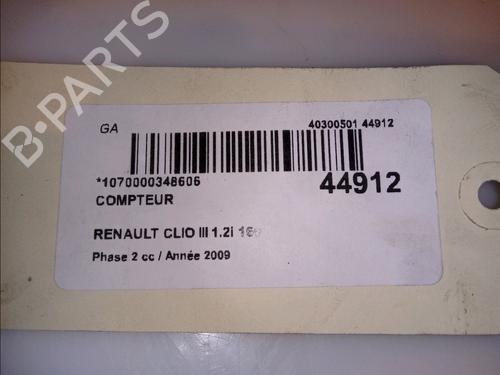 B-PARTS
GA
40300501 44912
*1070000348606
44912
COMPTEUR
RENAULT CLIO III 1.2i
Phase 2 cc / Année 2009